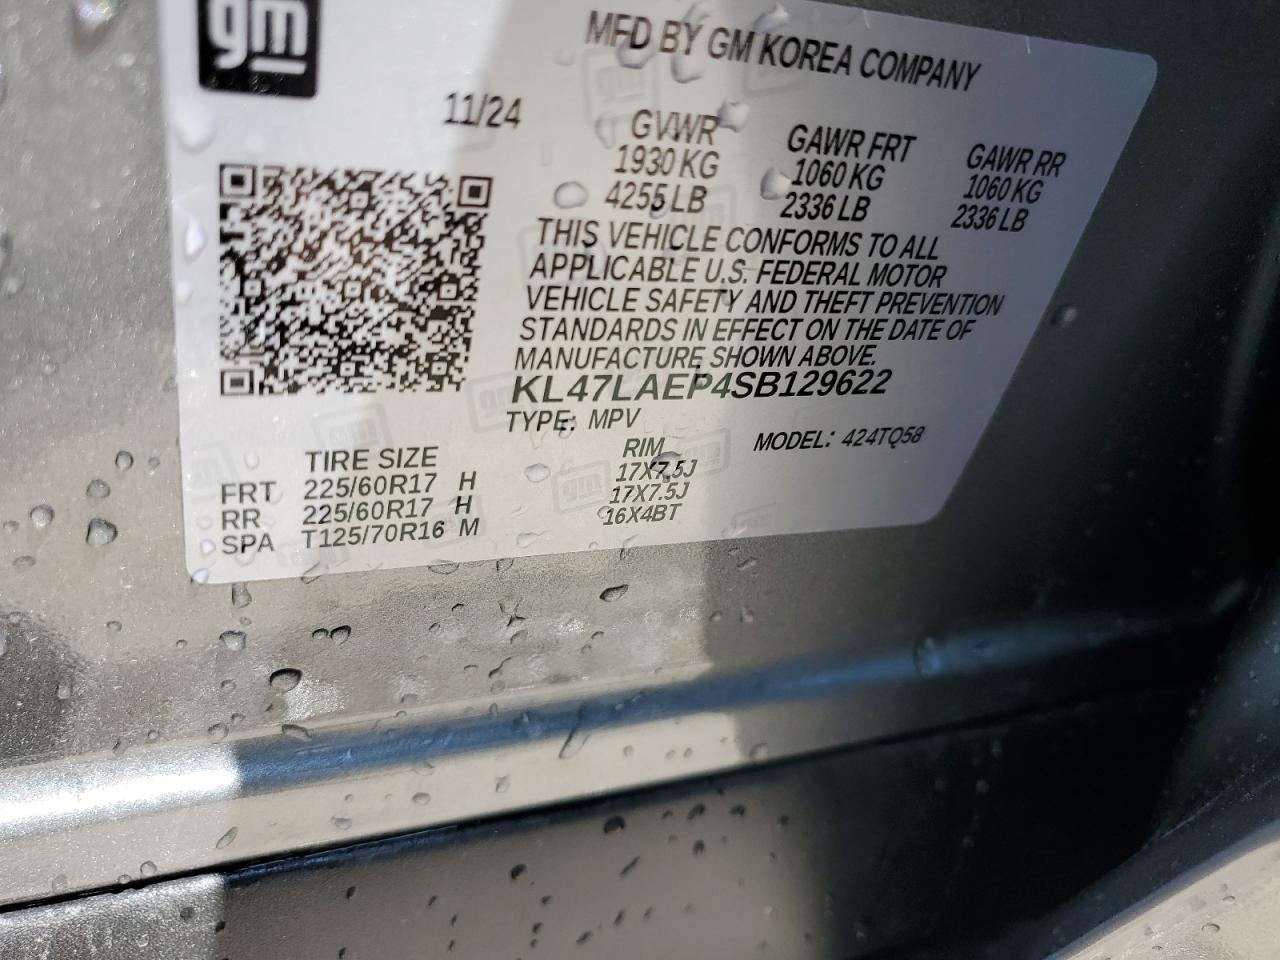 gm
MFD BY GM KOREA COMPANY
11/24
GVWR GAWR FRT GAWR RR
1930 KG 1060 KG 1060 KG
4255 LB 2336 LB 2336 LB
THIS VEHICLE CONFORMS TO ALL
APPLICABLE U.S. FEDERAL MOTOR
VEHICLE SAFETY AND THEFT PREVENTION
STANDARDS IN EFFECT ON THE DATE OF
MANUFACTURE SHOWN ABOVE.
KL47LAEP4SB129622
TYPE: MPV MODEL: 424TQ58
TIRE SIZE RIM
FRT 225/60R17 H 17X7.5J
RR 225/60R17 H 17X7.5J
SPA T125/70R16 M 16X4BT